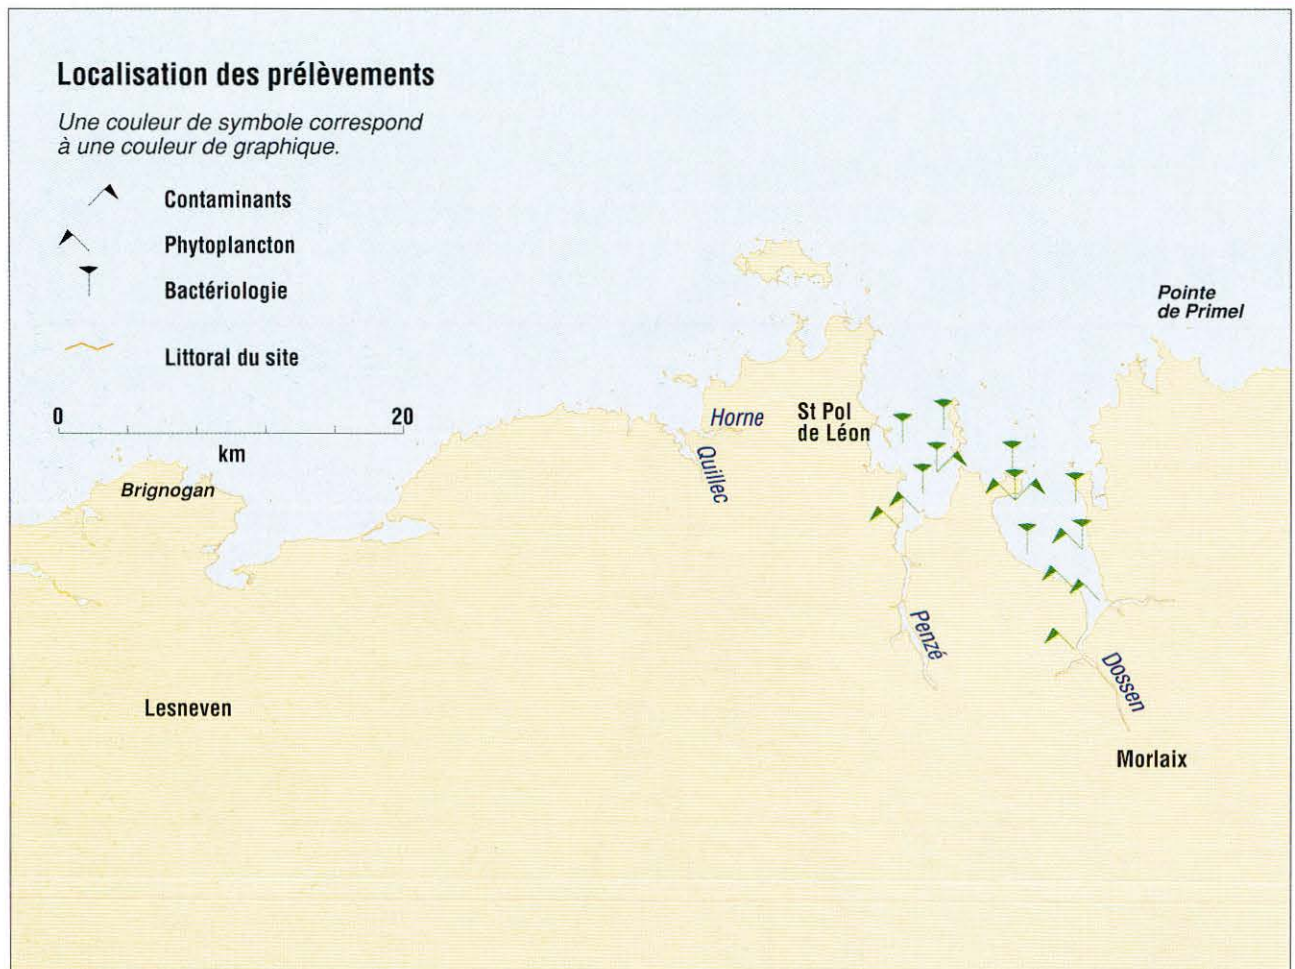 Localisation des prélèvements
Une couleur de symbole correspond
à une couleur de graphique.
Contaminants
Phytoplancton
Bactériologie
Littoral du site
0 20
km
Pointe
de Primel
St Pol
de Léon
Horne
Quillec
Brignogan
Penzé
Dossen
Lesneven
Morlaix